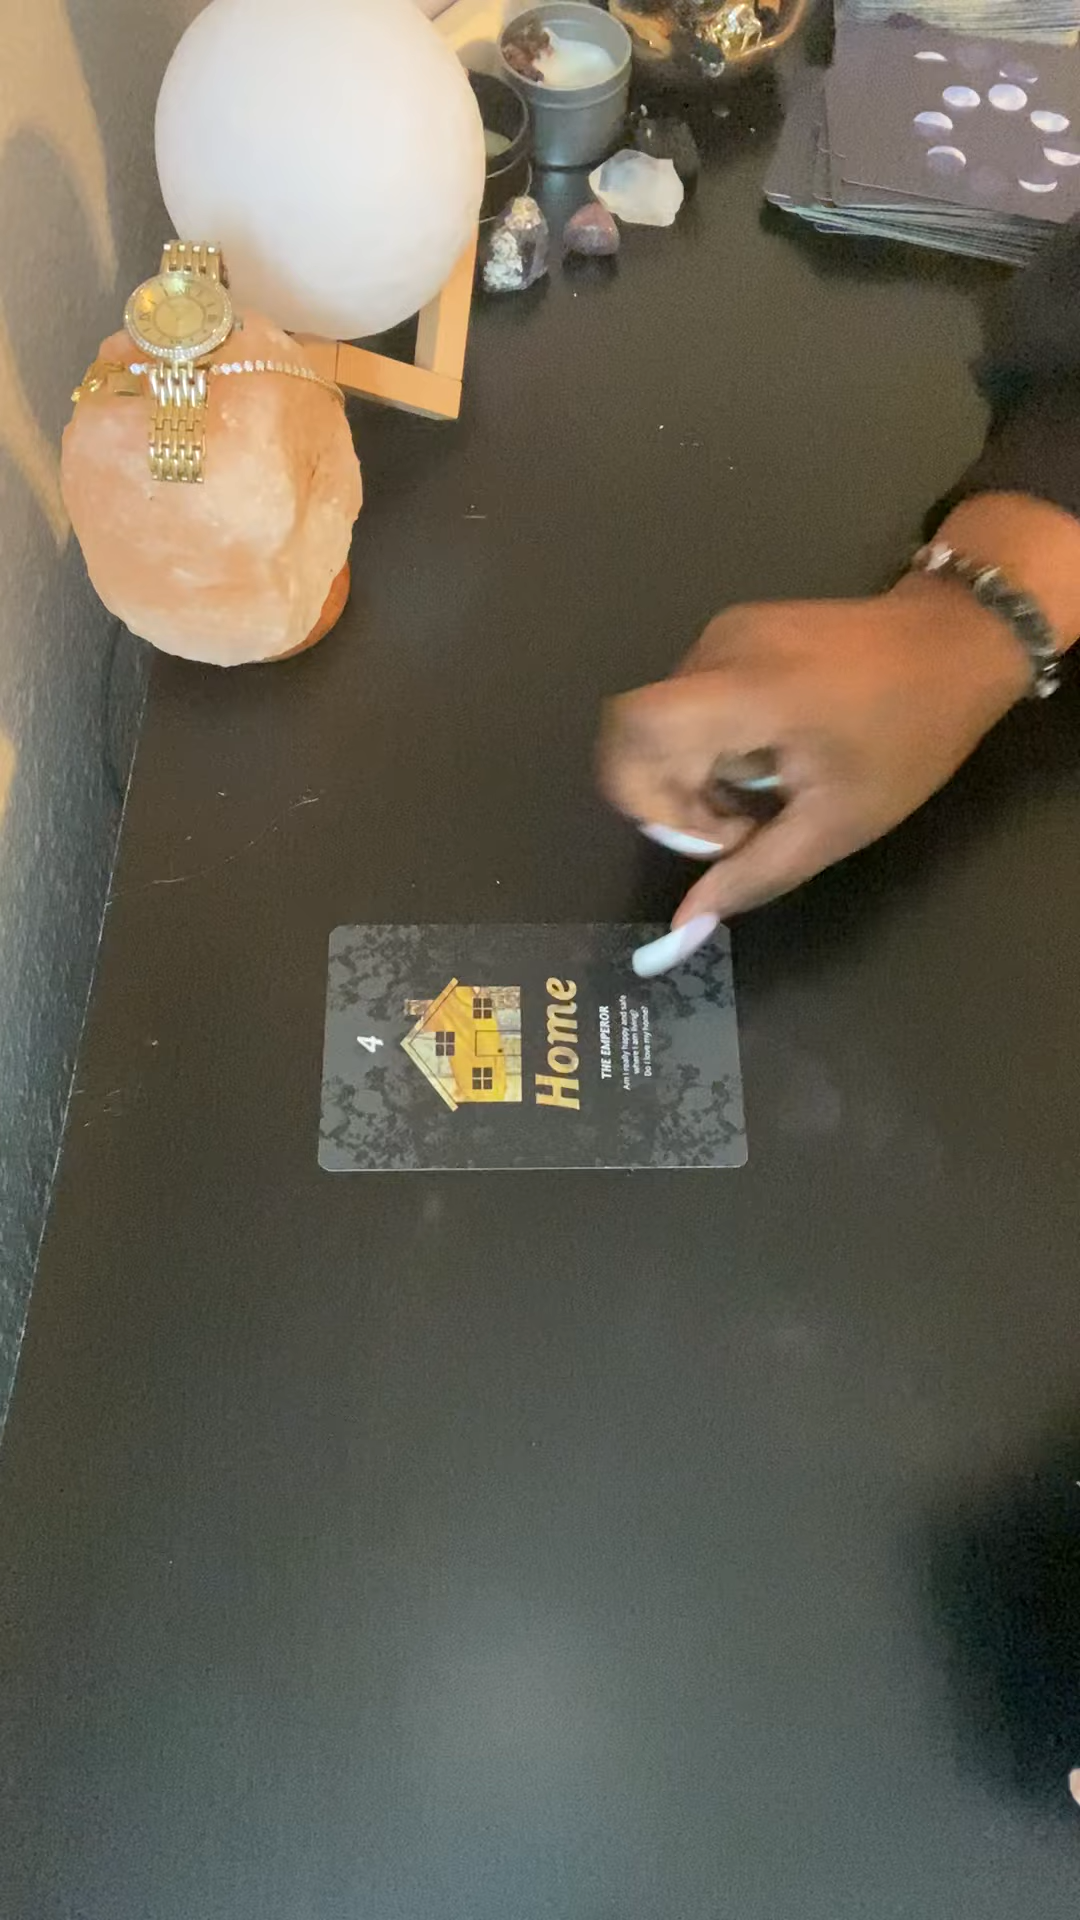 4
Home
THE EMPEROR
Am I really happy and safe
where I am living?
Do I love my home?